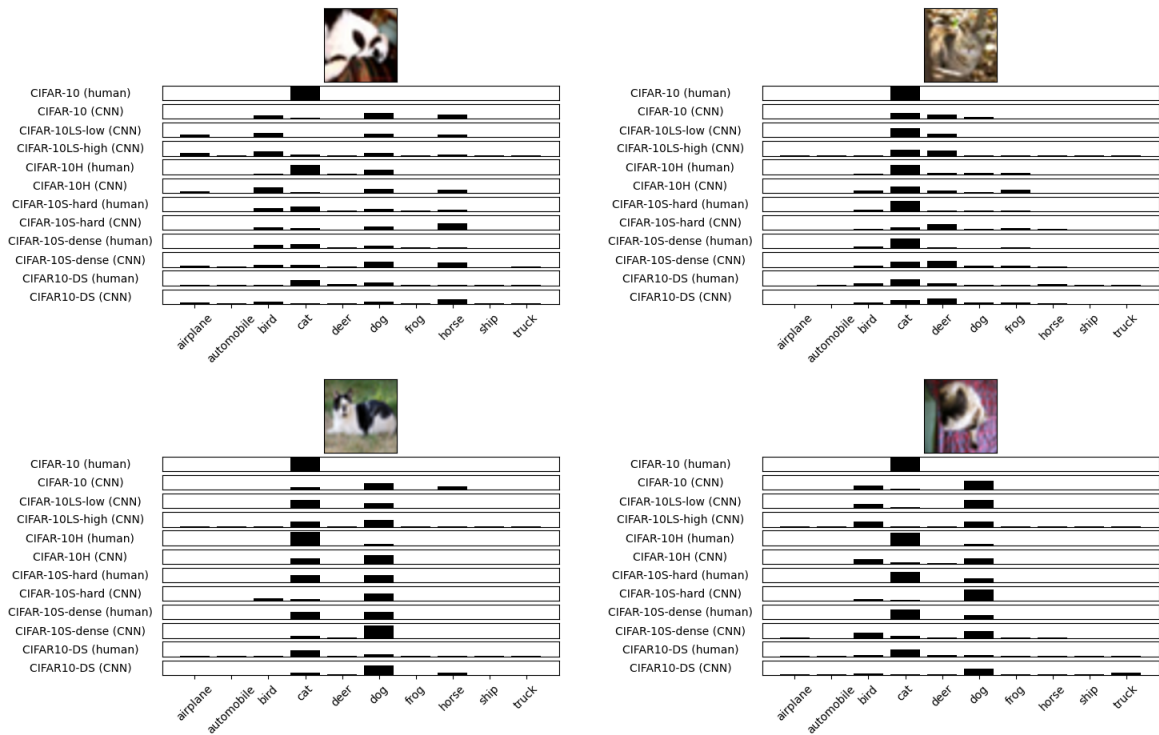 CIFAR-10 (human)
CIFAR-10 (CNN)
CIFAR-10LS-low (CNN)
CIFAR-10LS-high (CNN)
CIFAR-10H (human)
CIFAR-10H (CNN)
CIFAR-10S-hard (human)
CIFAR-10S-hard (CNN)
CIFAR-10S-dense (human)
CIFAR-10S-dense (CNN)
CIFAR10-DS (human)
CIFAR10-DS (CNN)
airplane automobile bird cat deer dog frog horse ship truck
CIFAR-10 (human)
CIFAR-10 (CNN)
CIFAR-10LS-low (CNN)
CIFAR-10LS-high (CNN)
CIFAR-10H (human)
CIFAR-10H (CNN)
CIFAR-10S-hard (human)
CIFAR-10S-hard (CNN)
CIFAR-10S-dense (human)
CIFAR-10S-dense (CNN)
CIFAR10-DS (human)
CIFAR10-DS (CNN)
airplane automobile bird cat deer dog frog horse ship truck
CIFAR-10 (human)
CIFAR-10 (CNN)
CIFAR-10LS-low (CNN)
CIFAR-10LS-high (CNN)
CIFAR-10H (human)
CIFAR-10H (CNN)
CIFAR-10S-hard (human)
CIFAR-10S-hard (CNN)
CIFAR-10S-dense (human)
CIFAR-10S-dense (CNN)
CIFAR10-DS (human)
CIFAR10-DS (CNN)
airplane automobile bird cat deer dog frog horse ship truck
CIFAR-10 (human)
CIFAR-10 (CNN)
CIFAR-10LS-low (CNN)
CIFAR-10LS-high (CNN)
CIFAR-10H (human)
CIFAR-10H (CNN)
CIFAR-10S-hard (human)
CIFAR-10S-hard (CNN)
CIFAR-10S-dense (human)
CIFAR-10S-dense (CNN)
CIFAR10-DS (human)
CIFAR10-DS (CNN)
airplane automobile bird cat deer dog frog horse ship truck